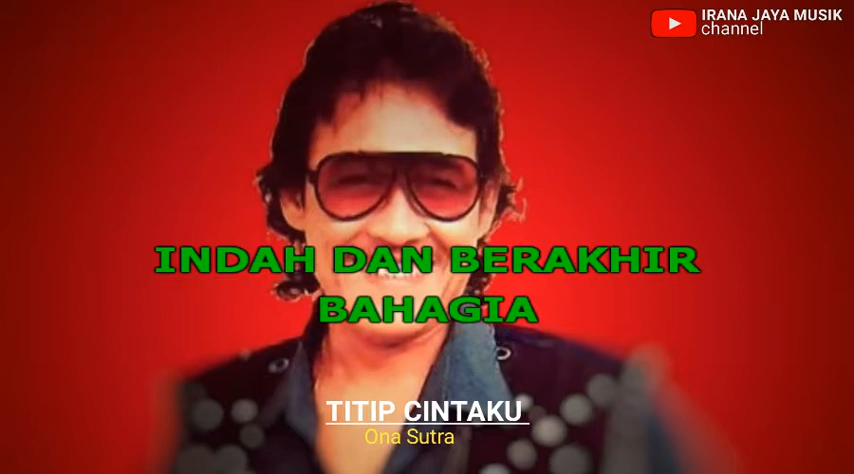 IRANA JAYA MUSIK
channel
INDAH DAN BERAKHIR
BAHAGIA
TITIP CINTAKU
Ona Sutra